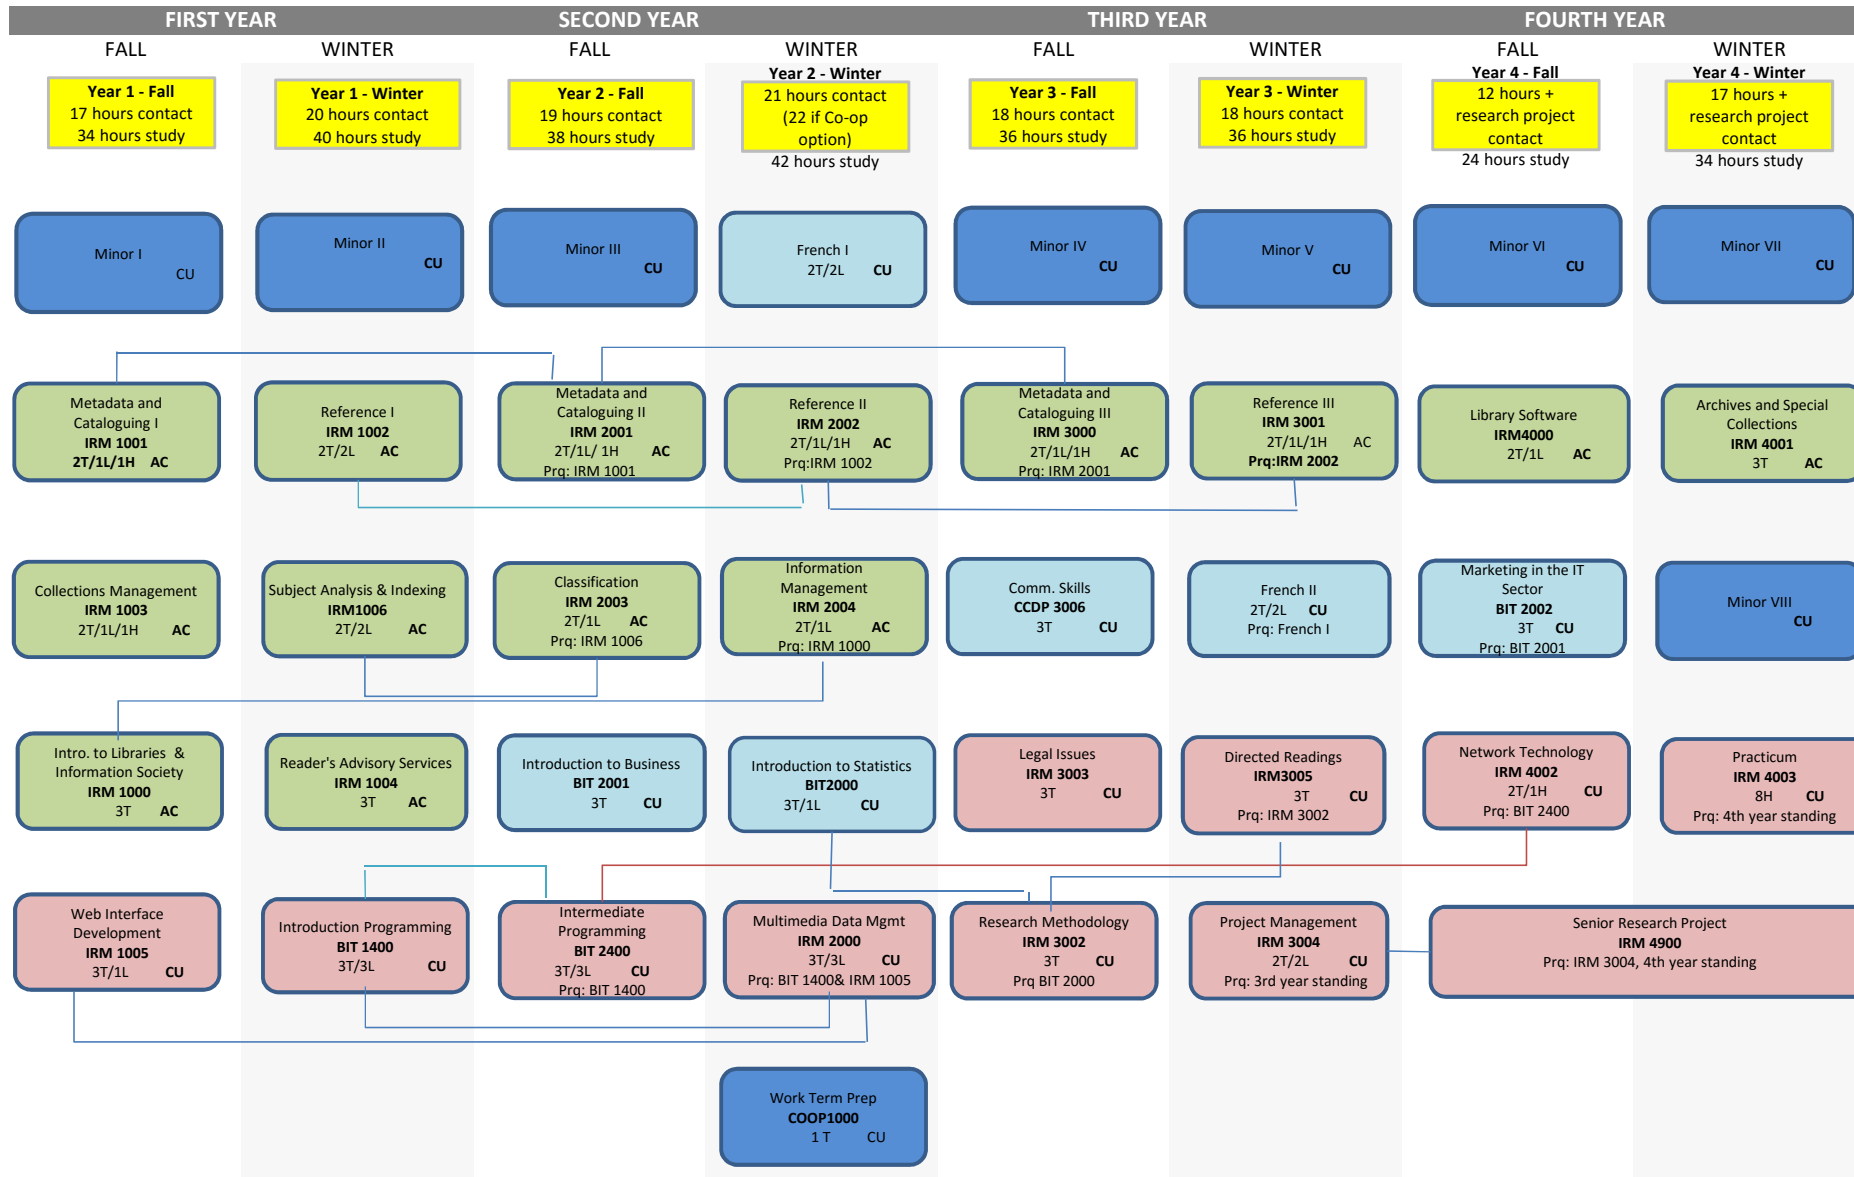 FIRST YEAR
SECOND YEAR
THIRD YEAR
FOURTH YEAR
FALL
WINTER
FALL
WINTER
FALL
WINTER
FALL
WINTER
Year 1 - Fall
17 hours contact
34 hours study
Year 1 - Winter
20 hours contact
40 hours study
Year 2 - Fall
19 hours contact
38 hours study
Year 2 - Winter
21 hours contact
(22 if Co-op
option)
42 hours study
Year 3 - Fall
18 hours contact
36 hours study
Year 3 - Winter
18 hours contact
36 hours study
Year 4 - Fall
12 hours +
research project
contact
24 hours study
Year 4 - Winter
17 hours +
research project
contact
34 hours study
Minor I
CU
Minor II
CU
Minor III
CU
French I
2T/2L CU
Minor IV
CU
Minor V
CU
Minor VI
CU
Minor VII
CU
Metadata and
Cataloguing I
IRM 1001
2T/1L/1H AC
Reference I
IRM 1002
2T/2L AC
Metadata and
Cataloguing II
IRM 2001
2T/1L/ 1H AC
Prq: IRM 1001
Reference II
IRM 2002
2T/1L/1H AC
Prq:IRM 1002
Metadata and
Cataloguing III
IRM 3000
2T/1L/1H AC
Prq: IRM 2001
Reference III
IRM 3001
2T/1L/1H AC
Prq:IRM 2002
Library Software
IRM4000
2T/1L AC
Archives and Special
Collections
IRM 4001
3T AC
Collections Management
IRM 1003
2T/1L/1H AC
Subject Analysis & Indexing
IRM1006
2T/2L AC
Classification
IRM 2003
2T/1L AC
Prq: IRM 1006
Information
Management
IRM 2004
2T/1L AC
Prq: IRM 1000
Comm. Skills
CCDP 3006
3T CU
French II
2T/2L CU
Prq: French I
Marketing in the IT
Sector
BIT 2002
3T CU
Prq: BIT 2001
Minor VIII
CU
Intro. to Libraries &
Information Society
IRM 1000
3T AC
Reader's Advisory Services
IRM 1004
3T AC
Introduction to Business
BIT 2001
3T CU
Introduction to Statistics
BIT2000
3T/1L CU
Legal Issues
IRM 3003
3T CU
Directed Readings
IRM3005
3T CU
Prq: IRM 3002
Network Technology
IRM 4002
2T/1H CU
Prq: BIT 2400
Practicum
IRM 4003
8H CU
Prq: 4th year standing
Web Interface
Development
IRM 1005
3T/1L CU
Introduction Programming
BIT 1400
3T/3L CU
Intermediate
Programming
BIT 2400
3T/3L CU
Prq: BIT 1400
Multimedia Data Mgmt
IRM 2000
3T/3L CU
Prq: BIT 1400& IRM 1005
Research Methodology
IRM 3002
3T CU
Prq BIT 2000
Project Management
IRM 3004
2T/2L CU
Prq: 3rd year standing
Senior Research Project
IRM 4900
Prq: IRM 3004, 4th year standing
Work Term Prep
COOP1000
1 T CU